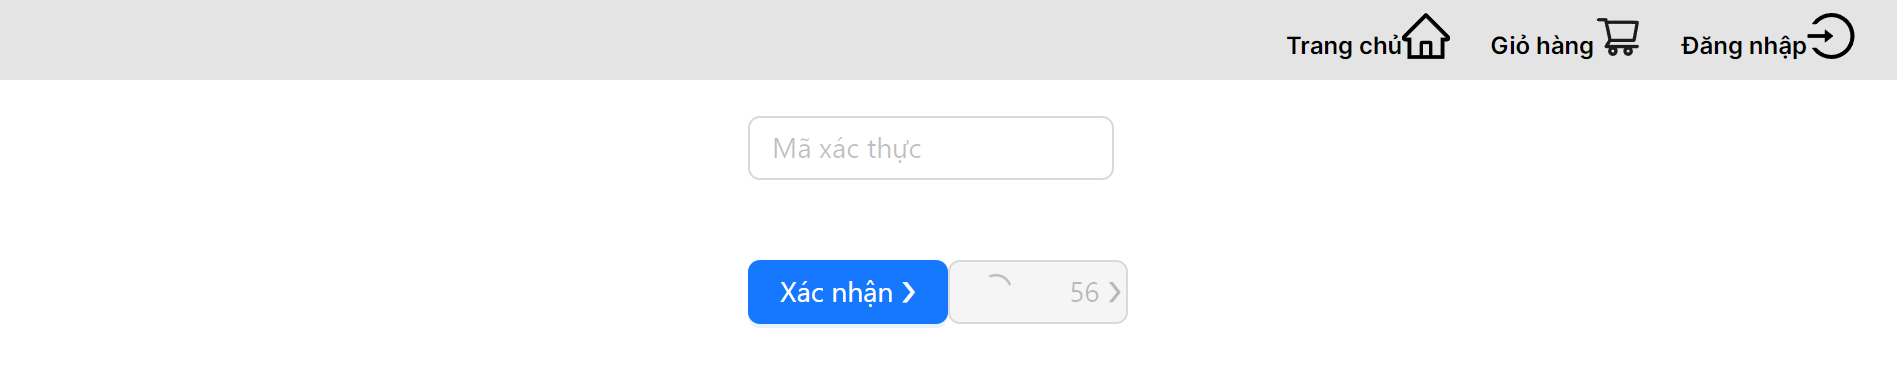 Trang chủ Giỏ hàng Đăng nhập
Mã xác thực
Xác nhận 56